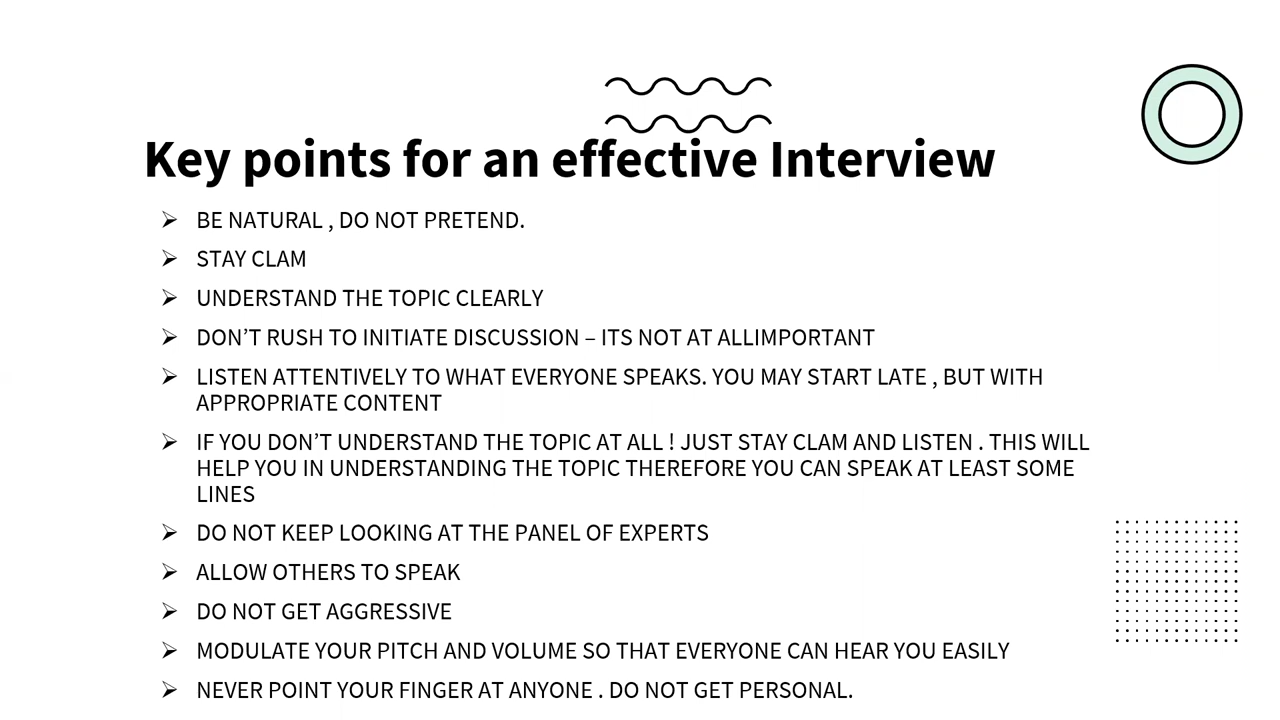 Key points for an effective Interview
➢ BE NATURAL , DO NOT PRETEND.
➢ STAY CLAM
➢ UNDERSTAND THE TOPIC CLEARLY
➢ DON’T RUSH TO INITIATE DISCUSSION – ITS NOT AT ALLIMPORTANT
➢ LISTEN ATTENTIVELY TO WHAT EVERYONE SPEAKS. YOU MAY START LATE , BUT WITH
APPROPRIATE CONTENT
➢ IF YOU DON’T UNDERSTAND THE TOPIC AT ALL ! JUST STAY CLAM AND LISTEN . THIS WILL
HELP YOU IN UNDERSTANDING THE TOPIC THEREFORE YOU CAN SPEAK AT LEAST SOME
LINES
➢ DO NOT KEEP LOOKING AT THE PANEL OF EXPERTS
➢ ALLOW OTHERS TO SPEAK
➢ DO NOT GET AGGRESSIVE
➢ MODULATE YOUR PITCH AND VOLUME SO THAT EVERYONE CAN HEAR YOU EASILY
➢ NEVER POINT YOUR FINGER AT ANYONE . DO NOT GET PERSONAL.